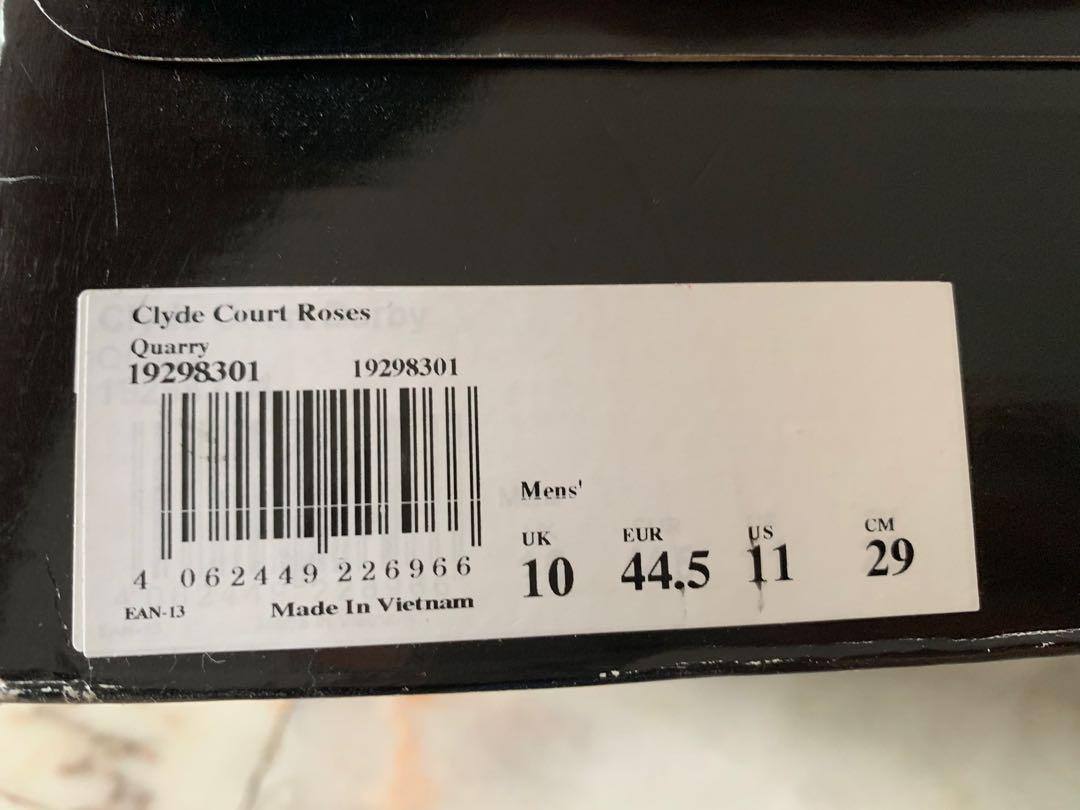 Clyde Court Roses
Quarry
19298301 19298301
4 062449 226966
EAN-13 Made In Vietnam
Mens'
UK EUR US CM
10 44.5 11 29